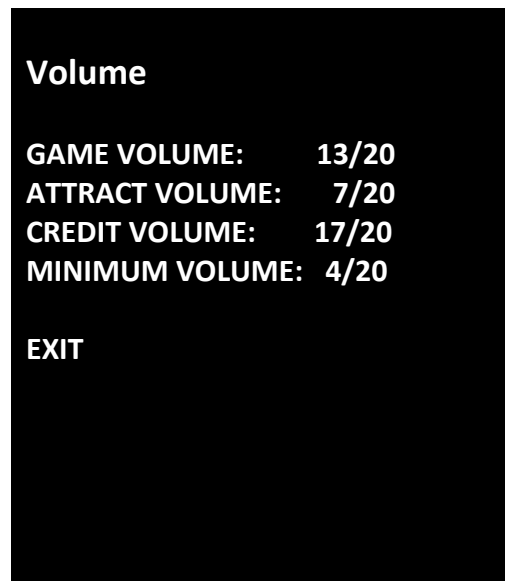 Volume
GAME VOLUME: 13/20
ATTRACT VOLUME: 7/20
CREDIT VOLUME: 17/20
MINIMUM VOLUME: 4/20
EXIT